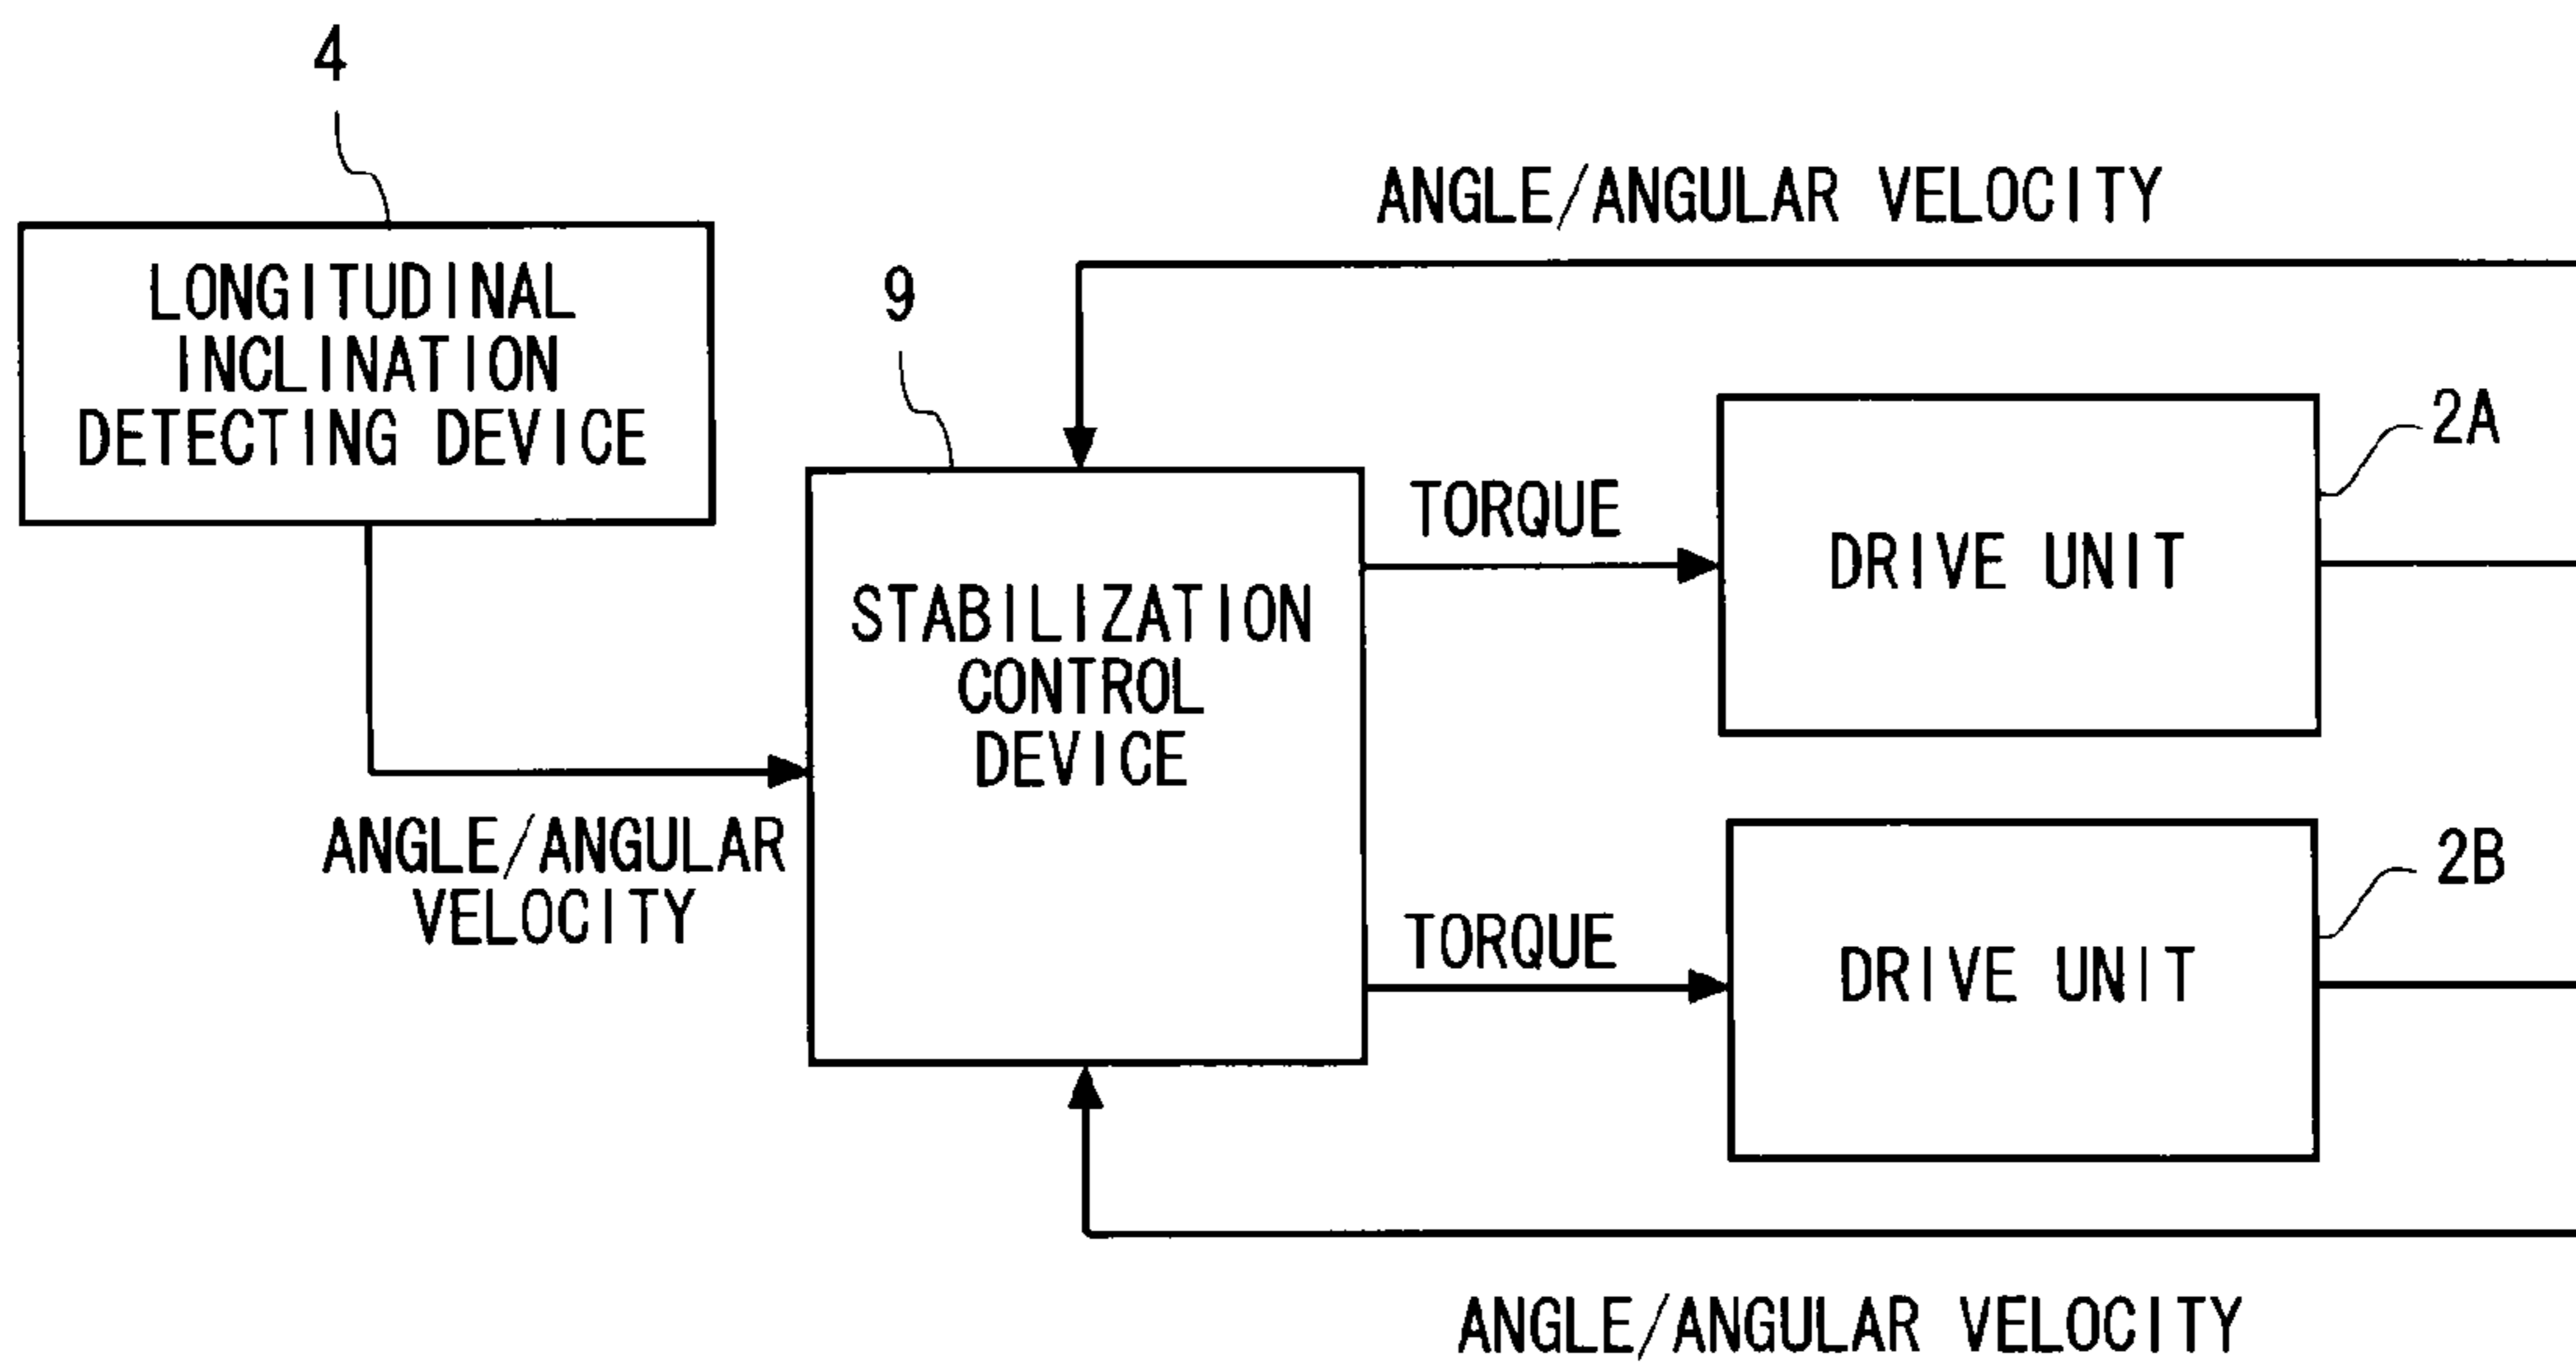 4
LONGITUDINAL
INCLINATION
DETECTING DEVICE
ANGLE/ANGULAR VELOCITY
9
STABILIZATION
CONTROL
DEVICE
TORQUE
DRIVE UNIT
2A
ANGLE/ANGULAR
VELOCITY
TORQUE
DRIVE UNIT
2B
ANGLE/ANGULAR VELOCITY